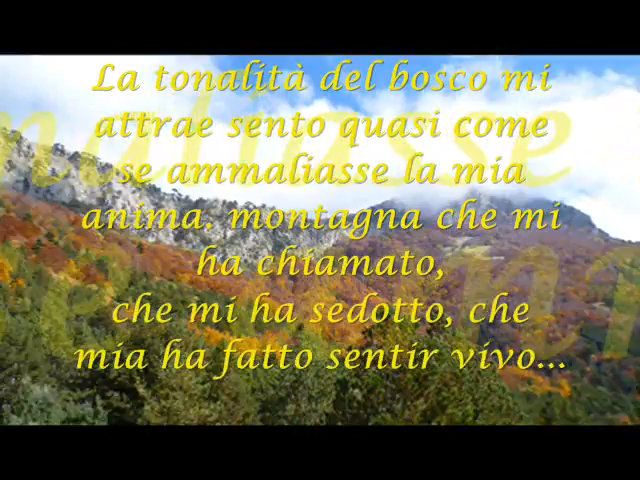 La tonalità del bosco mi
attrae sento quasi come
se ammaliasse la mia
anima. montagna che mi
ha chiamato,
che mi ha sedotto, che
mia ha fatto sentir vivo...